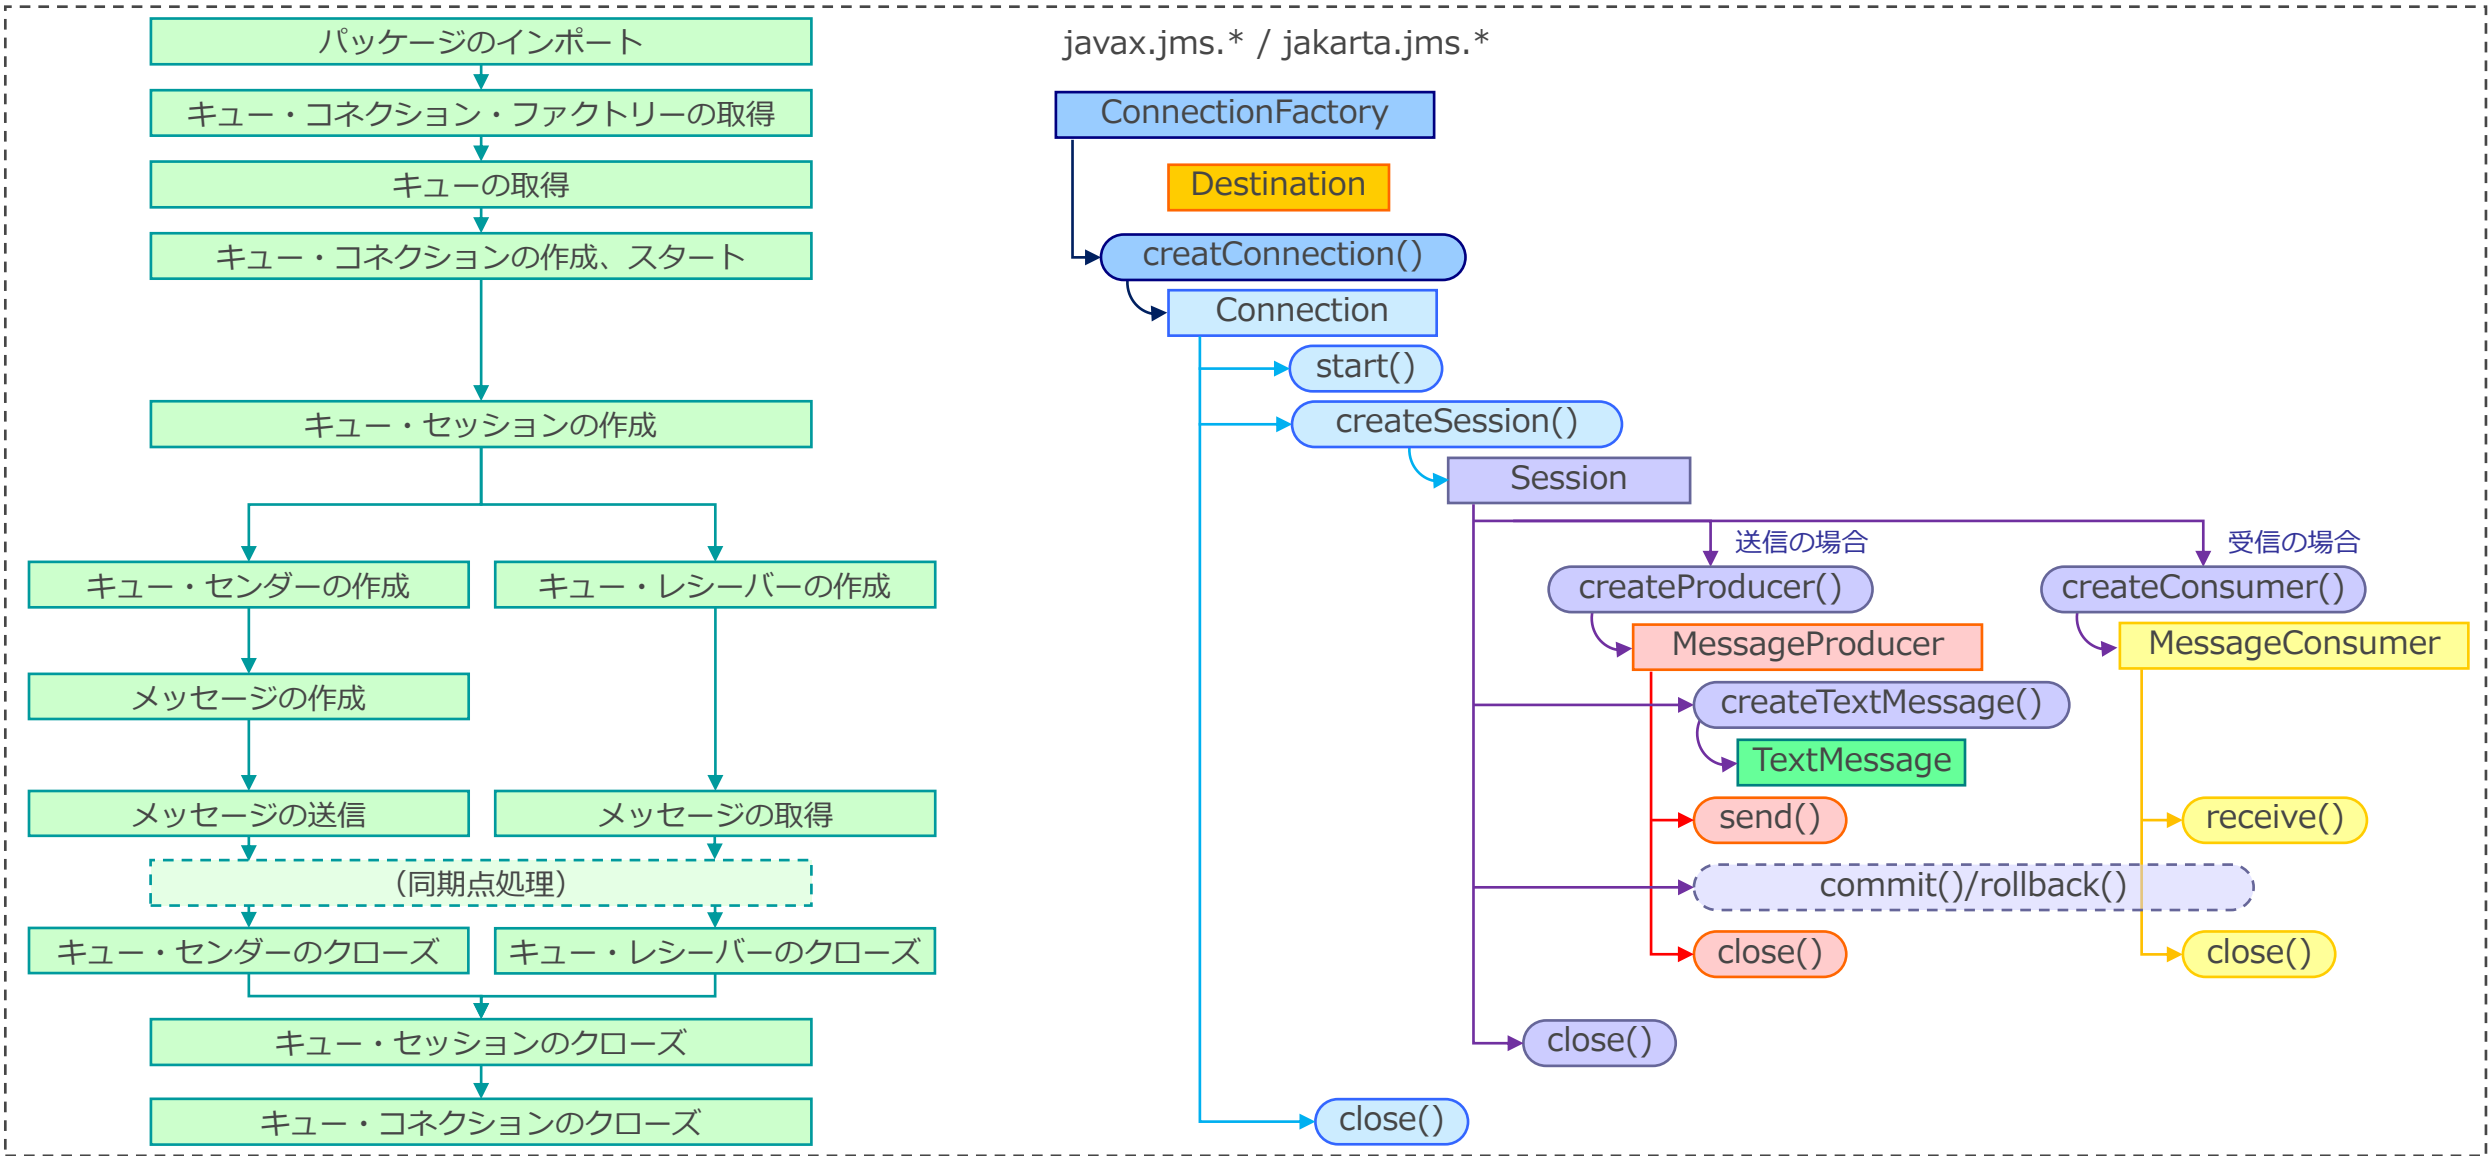 パッケージのインポート
javax.jms.* / jakarta.jms.*
キュー・コネクション・ファクトリーの取得
ConnectionFactory
キューの取得
Destination
キュー・コネクションの作成、スタート
creatConnection()
Connection
start()
キュー・セッションの作成
createSession()
Session
送信の場合
受信の場合
キュー・センダーの作成
キュー・レシーバーの作成
createProducer()
createConsumer()
MessageProducer
MessageConsumer
メッセージの作成
createTextMessage()
TextMessage
メッセージの送信
メッセージの取得
send()
receive()
（同期点処理）
commit()/rollback()
キュー・センダーのクローズ
キュー・レシーバーのクローズ
close()
close()
キュー・セッションのクローズ
close()
キュー・コネクションのクローズ
close()